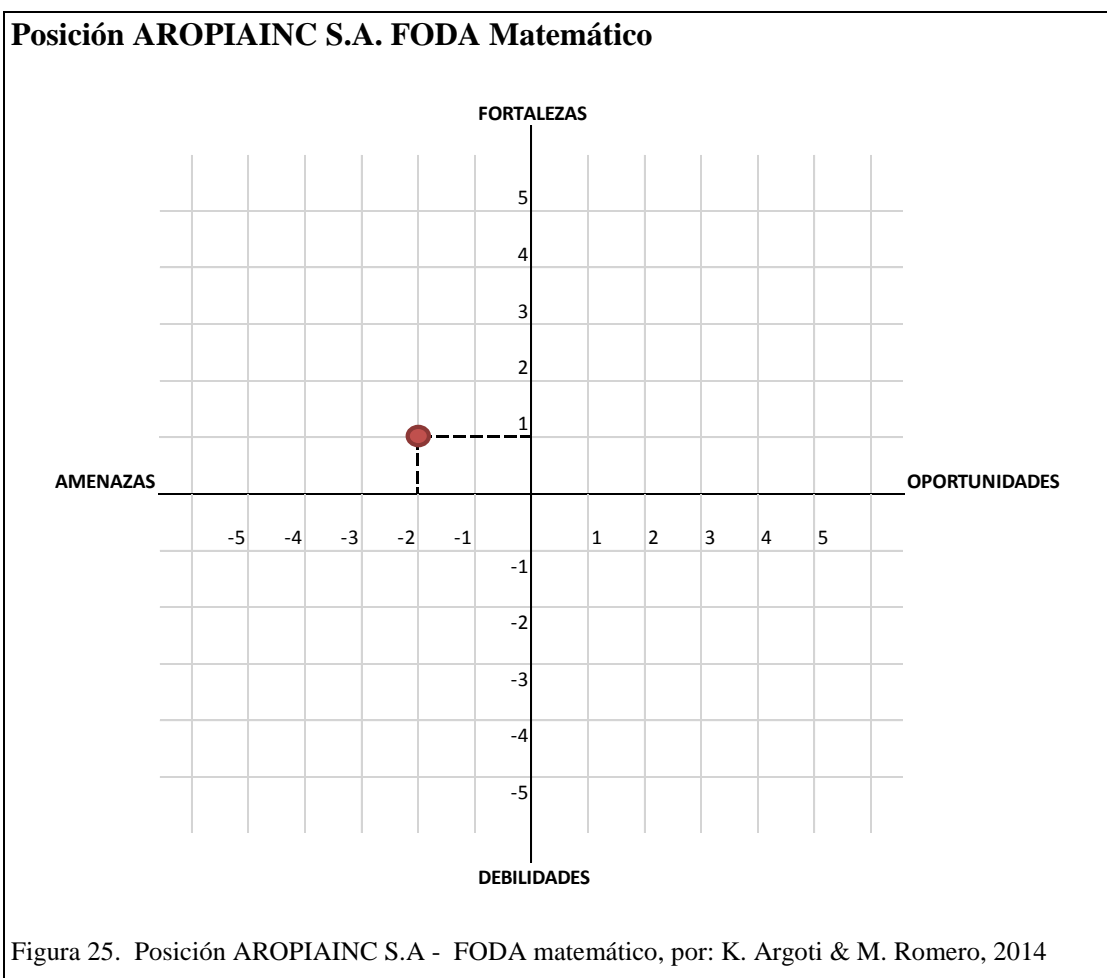 Posición AROPIAINC S.A. FODA Matemático
FORTALEZAS
5
4
3
2
1
AMENAZAS
OPORTUNIDADES
-5 -4 -3 -2 -1 1 2 3 4 5
-1
-2
-3
-4
-5
DEBILIDADES
Figura 25. Posición AROPIAINC S.A - FODA matemático, por: K. Argoti & M. Romero, 2014